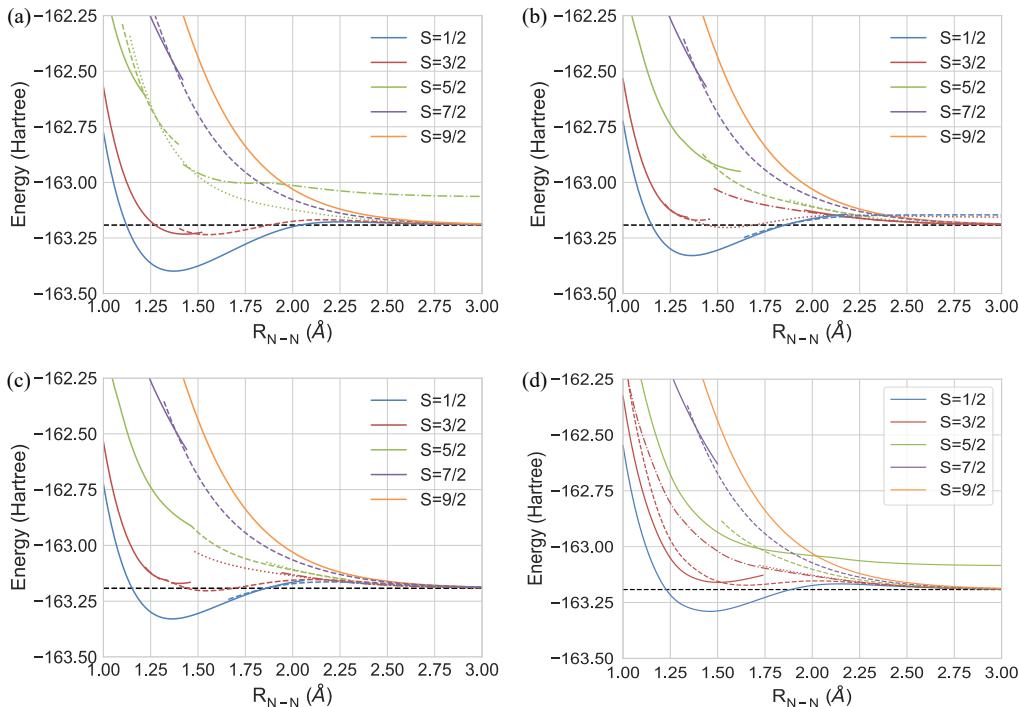 (a)
−162.25
−162.50
−162.75
−163.00
−163.25
−163.50
Energy (Hartree)
S=1/2
S=3/2
S=5/2
S=7/2
S=9/2
1.00 1.25 1.50 1.75 2.00 2.25 2.50 2.75 3.00
R_{N−N} (Å)
(b)
−162.25
−162.50
−162.75
−163.00
−163.25
−163.50
Energy (Hartree)
S=1/2
S=3/2
S=5/2
S=7/2
S=9/2
1.00 1.25 1.50 1.75 2.00 2.25 2.50 2.75 3.00
R_{N−N} (Å)
(c)
−162.25
−162.50
−162.75
−163.00
−163.25
−163.50
Energy (Hartree)
S=1/2
S=3/2
S=5/2
S=7/2
S=9/2
1.00 1.25 1.50 1.75 2.00 2.25 2.50 2.75 3.00
R_{N−N} (Å)
(d)
−162.25
−162.50
−162.75
−163.00
−163.25
−163.50
Energy (Hartree)
S=1/2
S=3/2
S=5/2
S=7/2
S=9/2
1.00 1.25 1.50 1.75 2.00 2.25 2.50 2.75 3.00
R_{N−N} (Å)